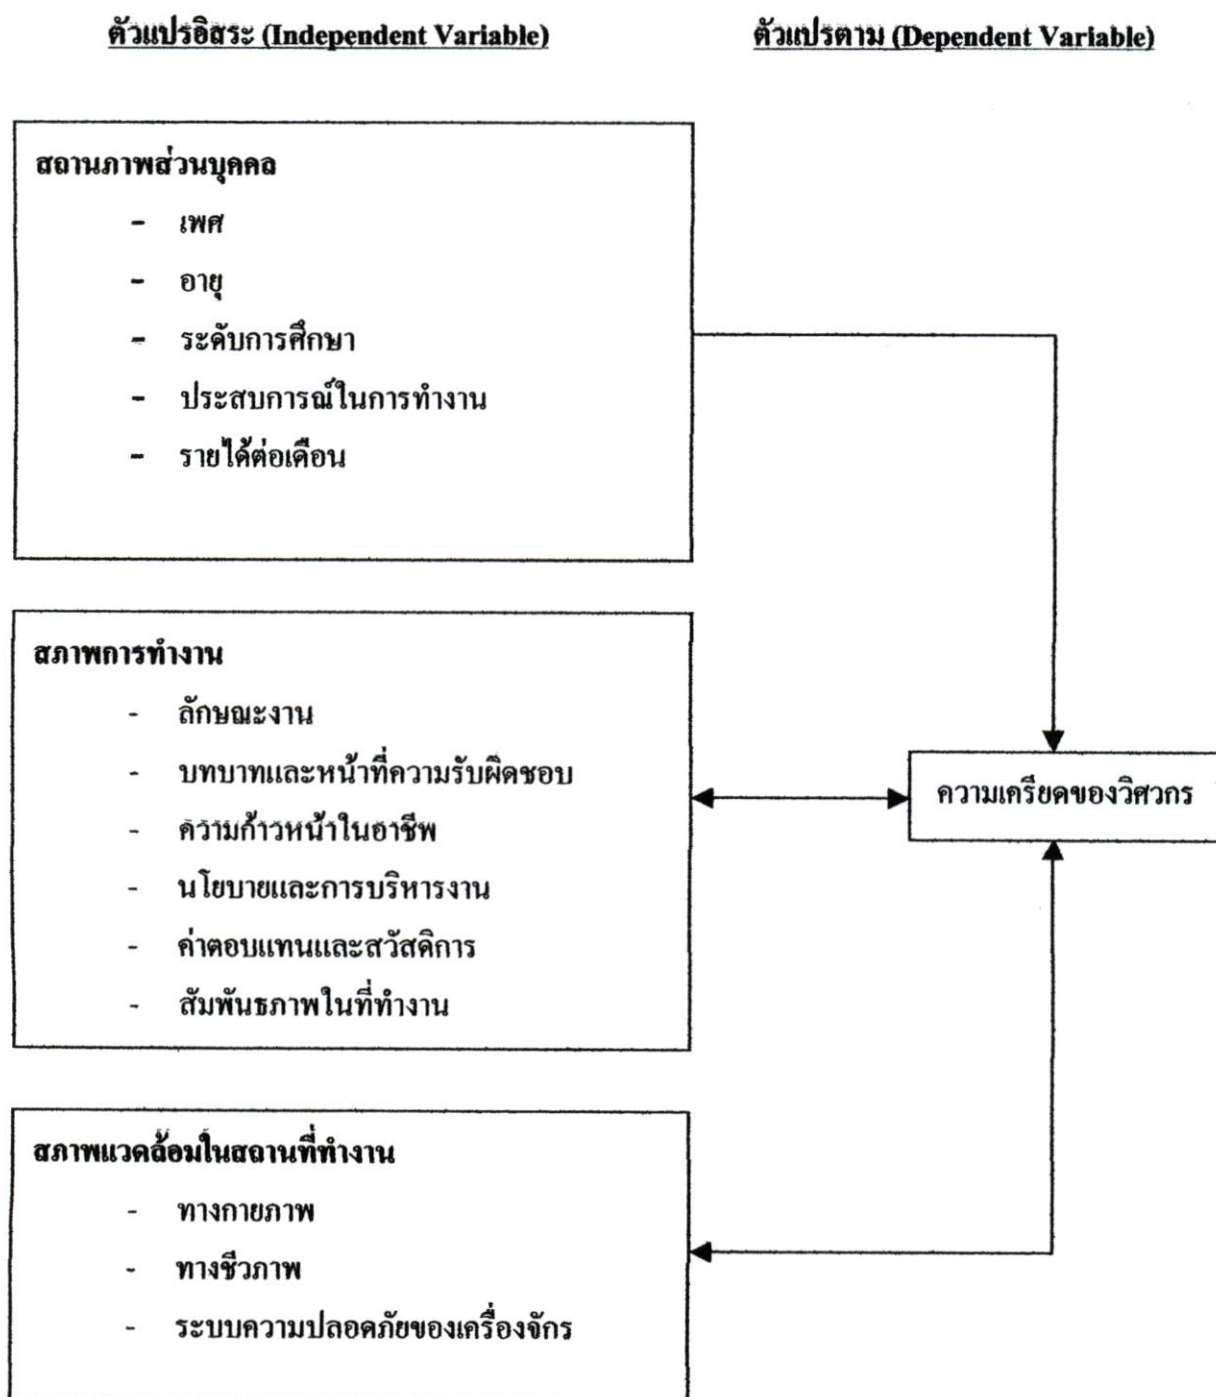 ตัวแปรอิสระ (Independent Variable)
ตัวแปรตาม (Dependent Variable)
สถานภาพส่วนบุคคล
- เพศ
- อายุ
- ระดับการศึกษา
- ประสบการณ์ในการทำงาน
- รายได้ต่อเดือน
สภาพการทำงาน
- ลักษณะงาน
- บทบาทและหน้าที่ความรับผิดชอบ
- ความก้าวหน้าในอาชีพ
- นโยบายและการบริหารงาน
- ค่าตอบแทนและสวัสดิการ
- สัมพันธภาพในที่ทำงาน
ความเครียดของวิศวกร
สภาพแวดล้อมในสถานที่ทำงาน
- ทางกายภาพ
- ทางชีวภาพ
- ระบบความปลอดภัยของเครื่องจักร